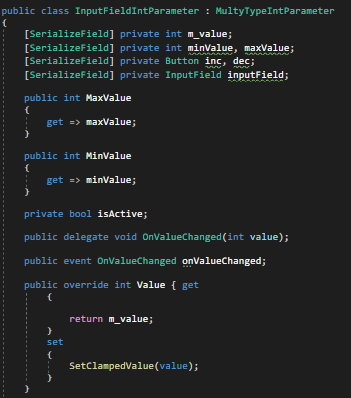 public class InputFieldIntParameter : MultyTypeIntParameter
{
[SerializeField] private int m_value;
[SerializeField] private int minValue, maxValue;
[SerializeField] private Button inc, dec;
[SerializeField] private InputField inputField;
public int MaxValue
{
get => maxValue;
}
public int MinValue
{
get => minValue;
}
private bool isActive;
public delegate void OnValueChanged(int value);
public event OnValueChanged onValueChanged;
public override int Value { get
{
return m_value;
}
set
{
SetClampedValue(value);
}
}